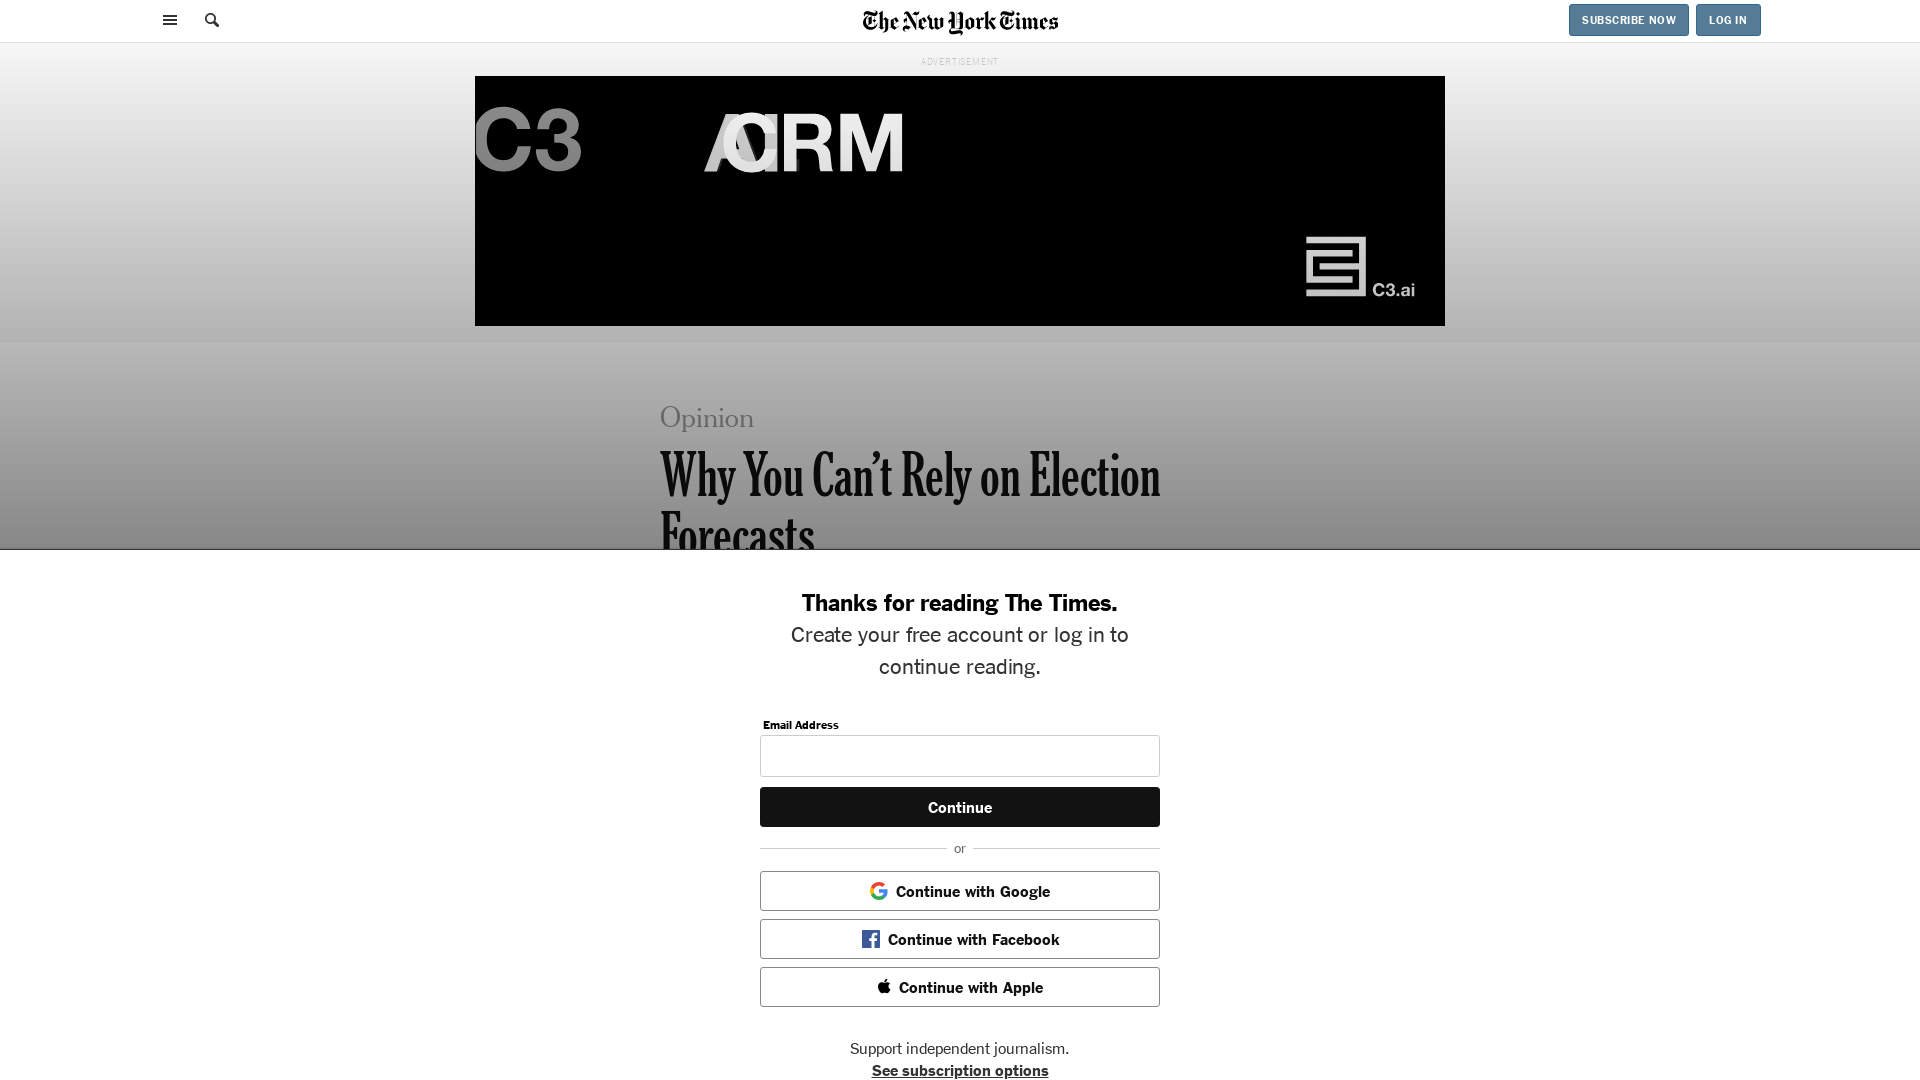 The New York Times
SUBSCRIBE NOW
LOG IN
ADVERTISEMENT
C3 AI CRM
C3.ai
Opinion
Why You Can’t Rely on Election
Forecasts
Thanks for reading The Times.
Create your free account or log in to
continue reading.
Email Address
Continue
or
Continue with Google
Continue with Facebook
Continue with Apple
Support independent journalism.
See subscription options